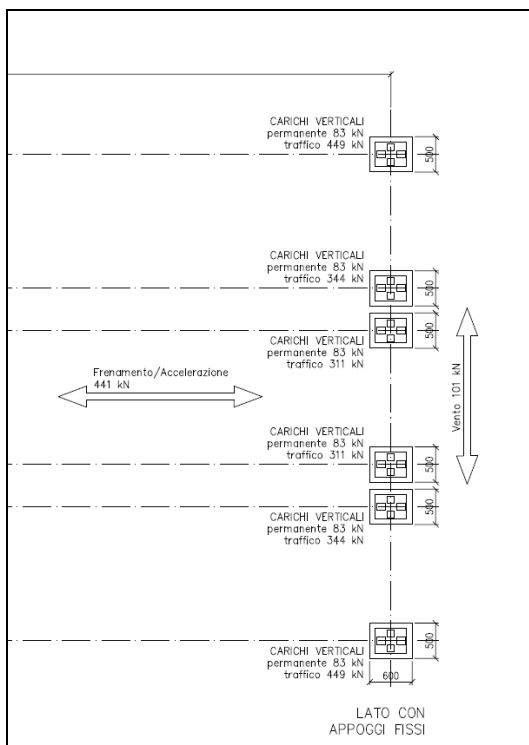 CARICHI VERTICALI
permanente 83 kN
traffico 449 kN
500
CARICHI VERTICALI
permanente 83 kN
traffico 344 kN
500
500
CARICHI VERTICALI
permanente 83 kN
traffico 311 kN
Frenamento/Accelerazione
441 kN
Vento 101 kN
CARICHI VERTICALI
permanente 83 kN
traffico 311 kN
500
500
CARICHI VERTICALI
permanente 83 kN
traffico 344 kN
500
CARICHI VERTICALI
permanente 83 kN
traffico 449 kN
600
LATO CON
APPOGGI FISSI